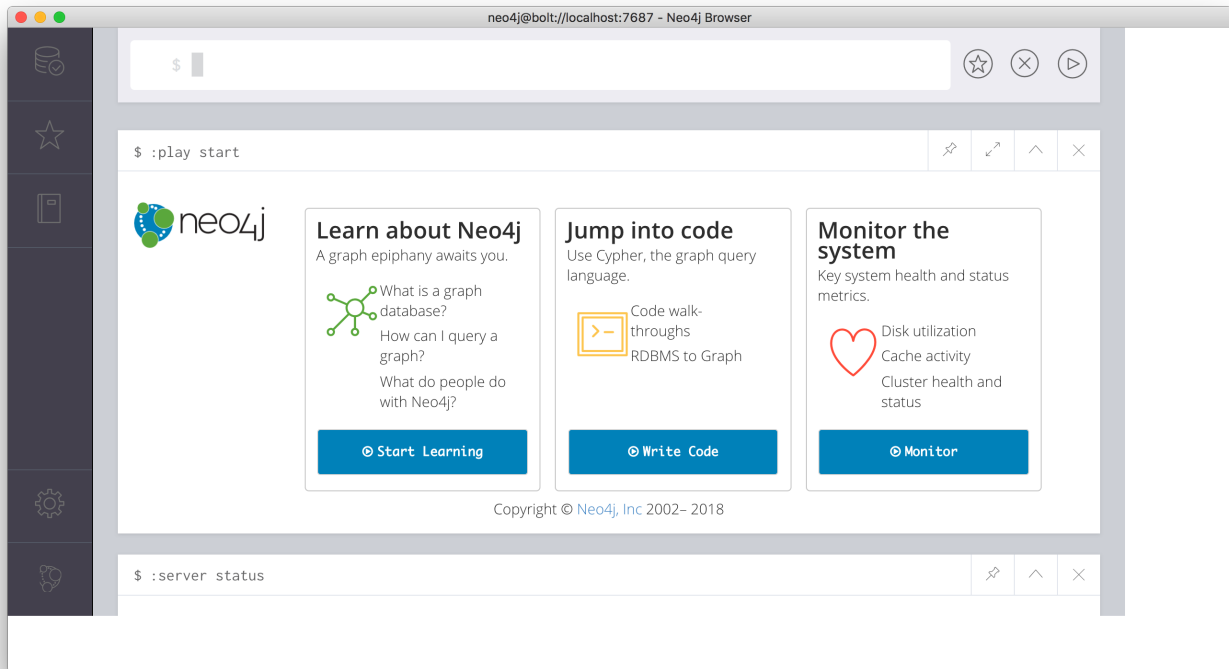 neo4j@bolt://localhost:7687 - Neo4j Browser
$
$ :play start
neo4j
Learn about Neo4j
A graph epiphany awaits you.
What is a graph
database?
How can I query a
graph?
What do people do
with Neo4j?
Start Learning
Jump into code
Use Cypher, the graph query
language.
Code walk-
throughs
RDBMS to Graph
Write Code
Monitor the
system
Key system health and status
metrics.
Disk utilization
Cache activity
Cluster health and
status
Monitor
Copyright © Neo4j, Inc 2002– 2018
$ :server status